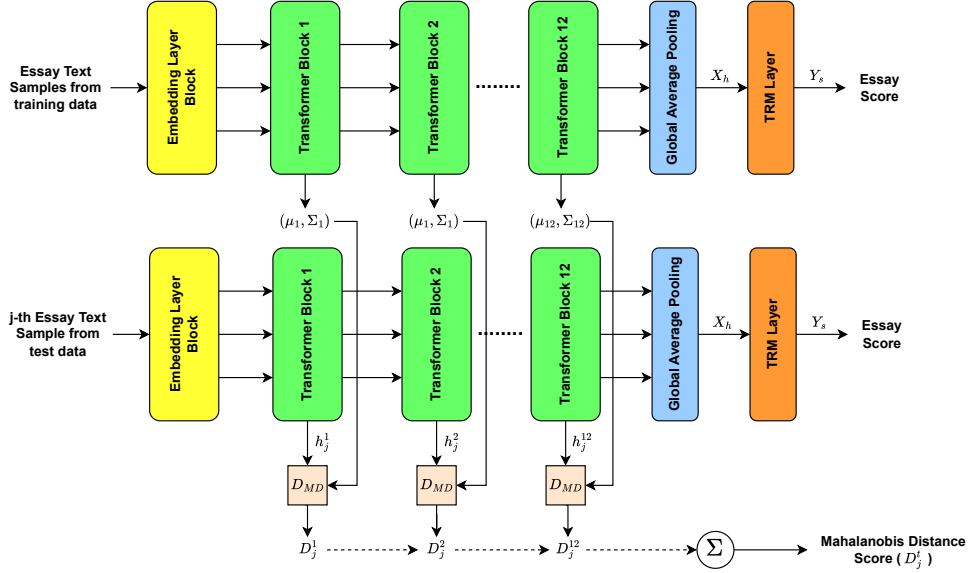 Essay Text
Samples from
training data
Embedding Layer
Block
Transformer Block 1
Transformer Block 2
Transformer Block 12
Global Average Pooling
X_h
TRM Layer
Y_s
Essay
Score
(μ_1, Σ_1)
(μ_1, Σ_1)
(μ_12, Σ_12)
j-th Essay Text
Sample from
test data
Embedding Layer
Block
Transformer Block 1
Transformer Block 2
Transformer Block 12
Global Average Pooling
X_h
TRM Layer
Y_s
Essay
Score
h_j^1
h_j^2
h_j^12
D_MD
D_MD
D_MD
D_j^1
D_j^2
D_j^12
Σ
Mahalanobis Distance
Score ( D_j^t )